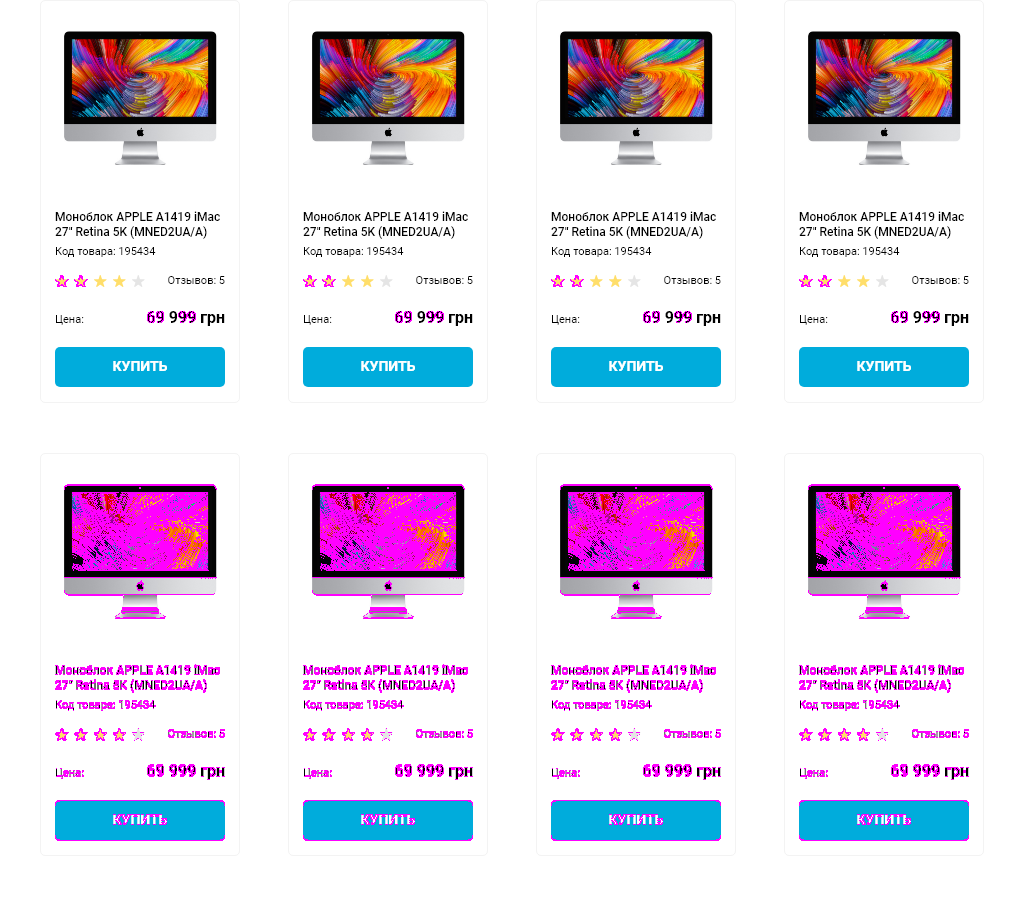 Моноблок APPLE A1419 iMac
27" Retina 5K (MNED2UA/A)
Код товара: 195434
Отзывов: 5
Цена: 69 999 грн
КУПИТЬ
Моноблок APPLE A1419 iMac
27" Retina 5K (MNED2UA/A)
Код товара: 195434
Отзывов: 5
Цена: 69 999 грн
КУПИТЬ
Моноблок APPLE A1419 iMac
27" Retina 5K (MNED2UA/A)
Код товара: 195434
Отзывов: 5
Цена: 69 999 грн
КУПИТЬ
Моноблок APPLE A1419 iMac
27" Retina 5K (MNED2UA/A)
Код товара: 195434
Отзывов: 5
Цена: 69 999 грн
КУПИТЬ
Моноблок APPLE A1419 iMac
27" Retina 5K (MNED2UA/A)
Код товара: 195434
Отзывов: 5
Цена: 69 999 грн
КУПИТЬ
Моноблок APPLE A1419 iMac
27" Retina 5K (MNED2UA/A)
Код товара: 195434
Отзывов: 5
Цена: 69 999 грн
КУПИТЬ
Моноблок APPLE A1419 iMac
27" Retina 5K (MNED2UA/A)
Код товара: 195434
Отзывов: 5
Цена: 69 999 грн
КУПИТЬ
Моноблок APPLE A1419 iMac
27" Retina 5K (MNED2UA/A)
Код товара: 195434
Отзывов: 5
Цена: 69 999 грн
КУПИТЬ